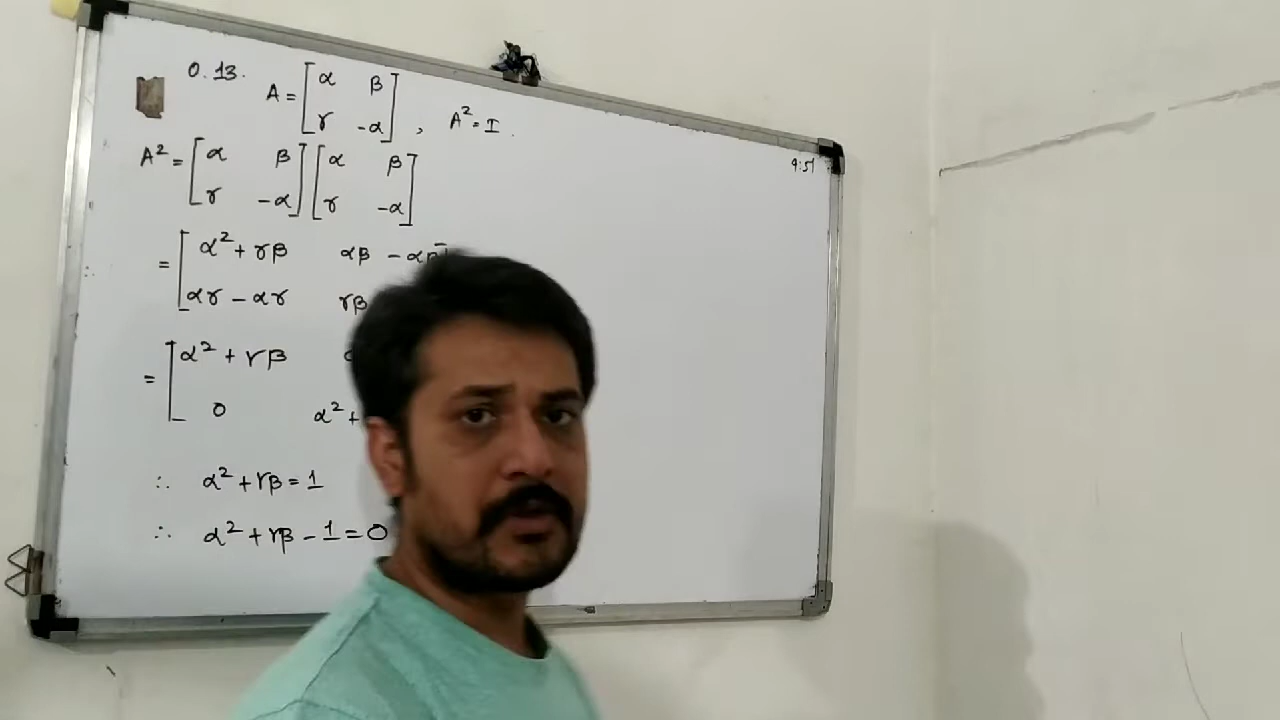 Q.13. A = [α β
γ -α], A² = I.
9:51
A² = [α β] [α β]
[γ -α] [γ -α]
= [α² + γβ αβ - αβ]
[αγ - αγ γβ
= [α² + γβ
0 α² +
∴ α² + γβ = 1
∴ α² + γβ - 1 = 0